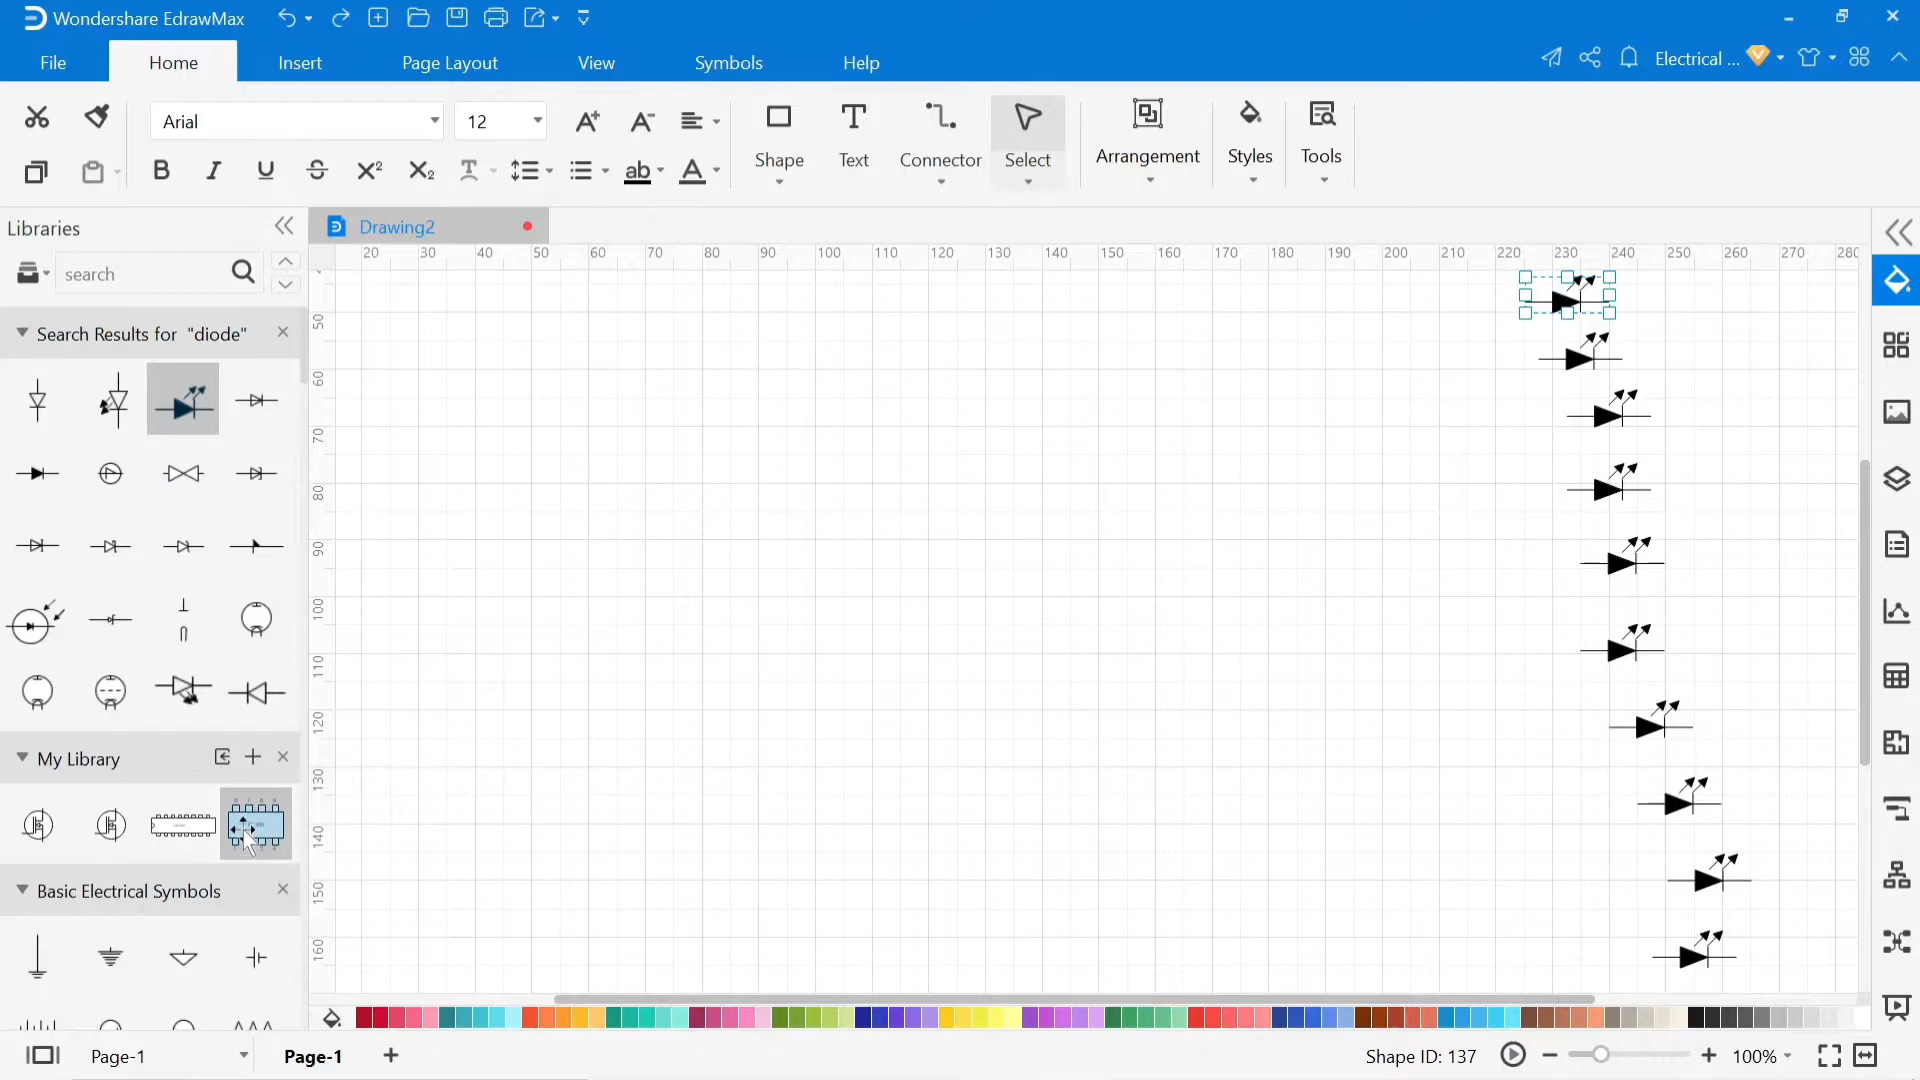 Wondershare EdrawMax
File Home Insert Page Layout View Symbols Help Electrical ...
Arial 12
Shape Text Connector Select Arrangement Styles Tools
Libraries
Drawing2
search
20 30 40 50 60 70 80 90 100 110 120 130 140 150 160 170 180 190 200 210 220 230 240 250 260 270 280
50
60
70
80
90
100
110
120
130
140
150
160
Search Results for "diode"
My Library
Basic Electrical Symbols
Page-1 Page-1 Shape ID: 137 100%